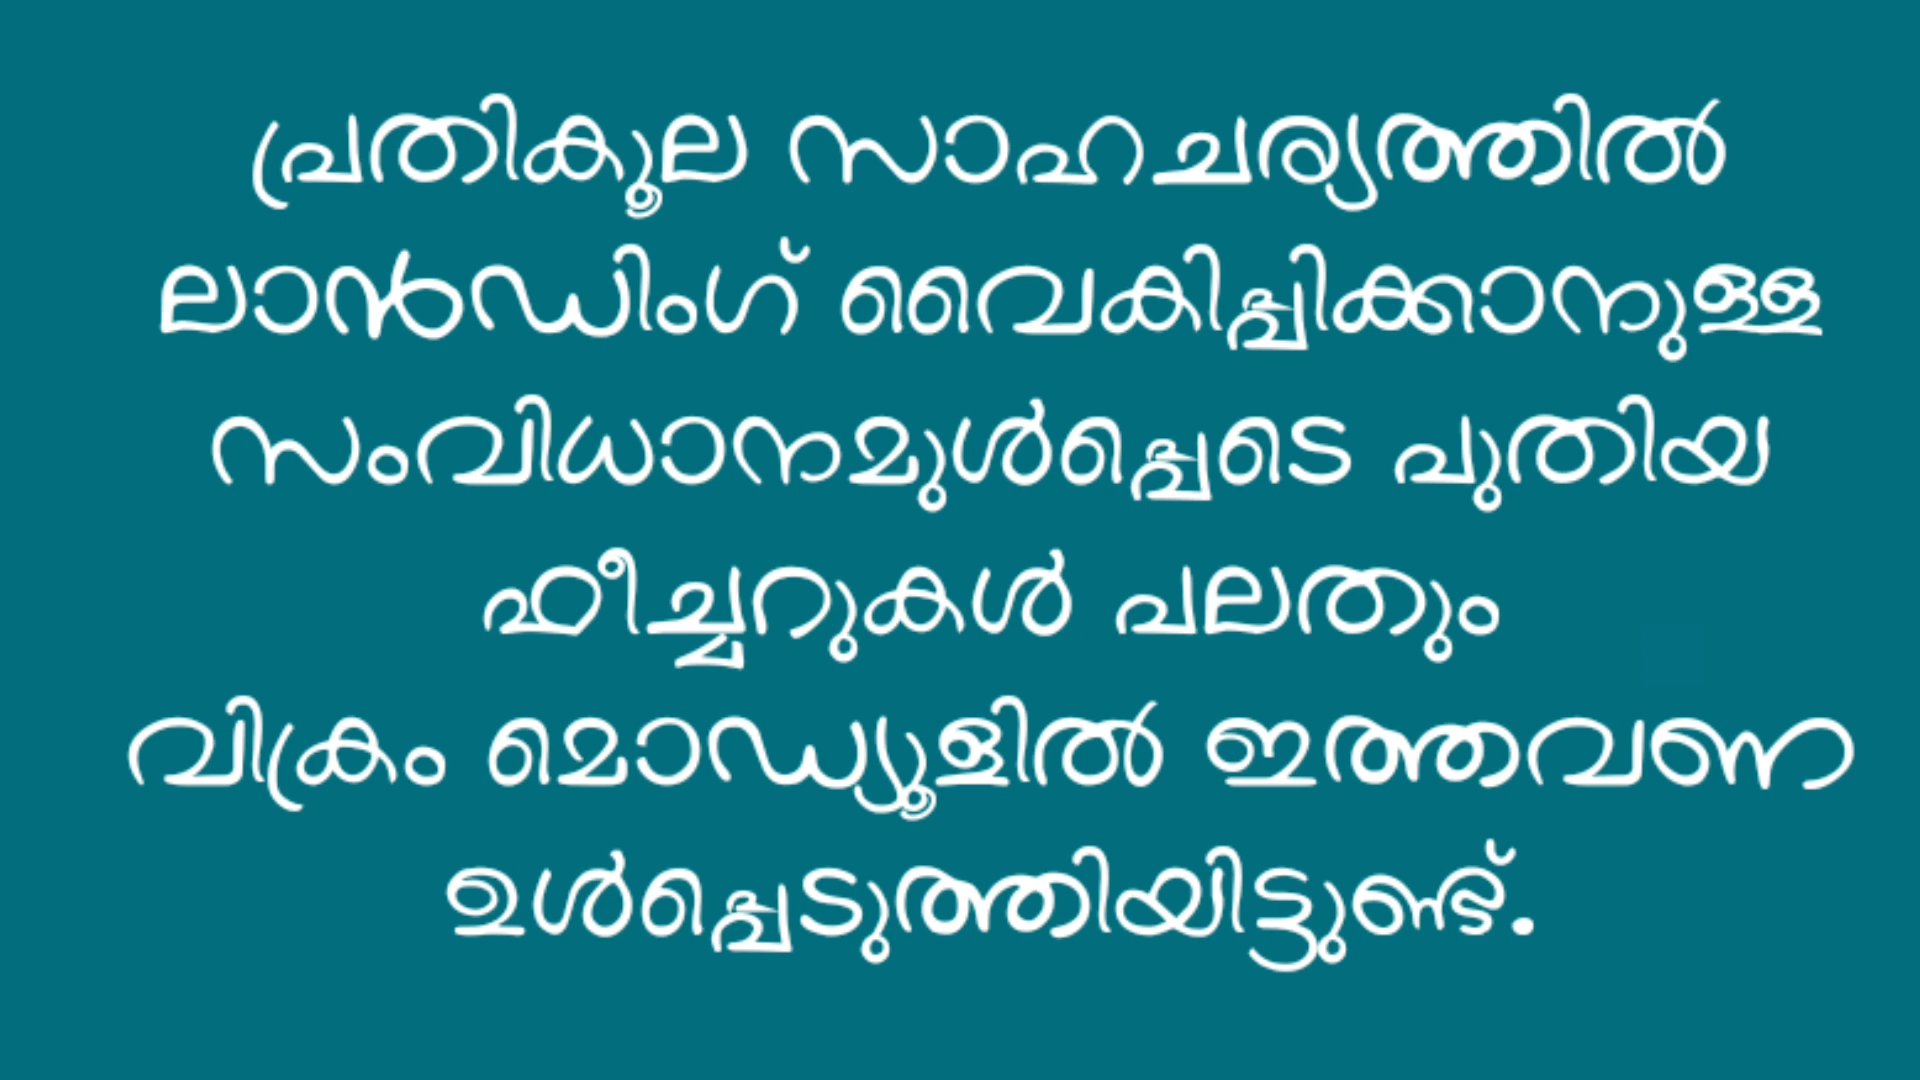 പ്രതികൂല സാഹചര്യത്തിൽ
ലാൻഡിംഗ് വൈകിപ്പിക്കാനുള്ള
സംവിധാനമുൾപ്പെടെ പുതിയ
ഫീച്ചറുകൾ പലതും
വിക്രം മൊഡ്യൂളിൽ ഇത്തവണ
ഉൾപ്പെടുത്തിയിട്ടുണ്ട്.